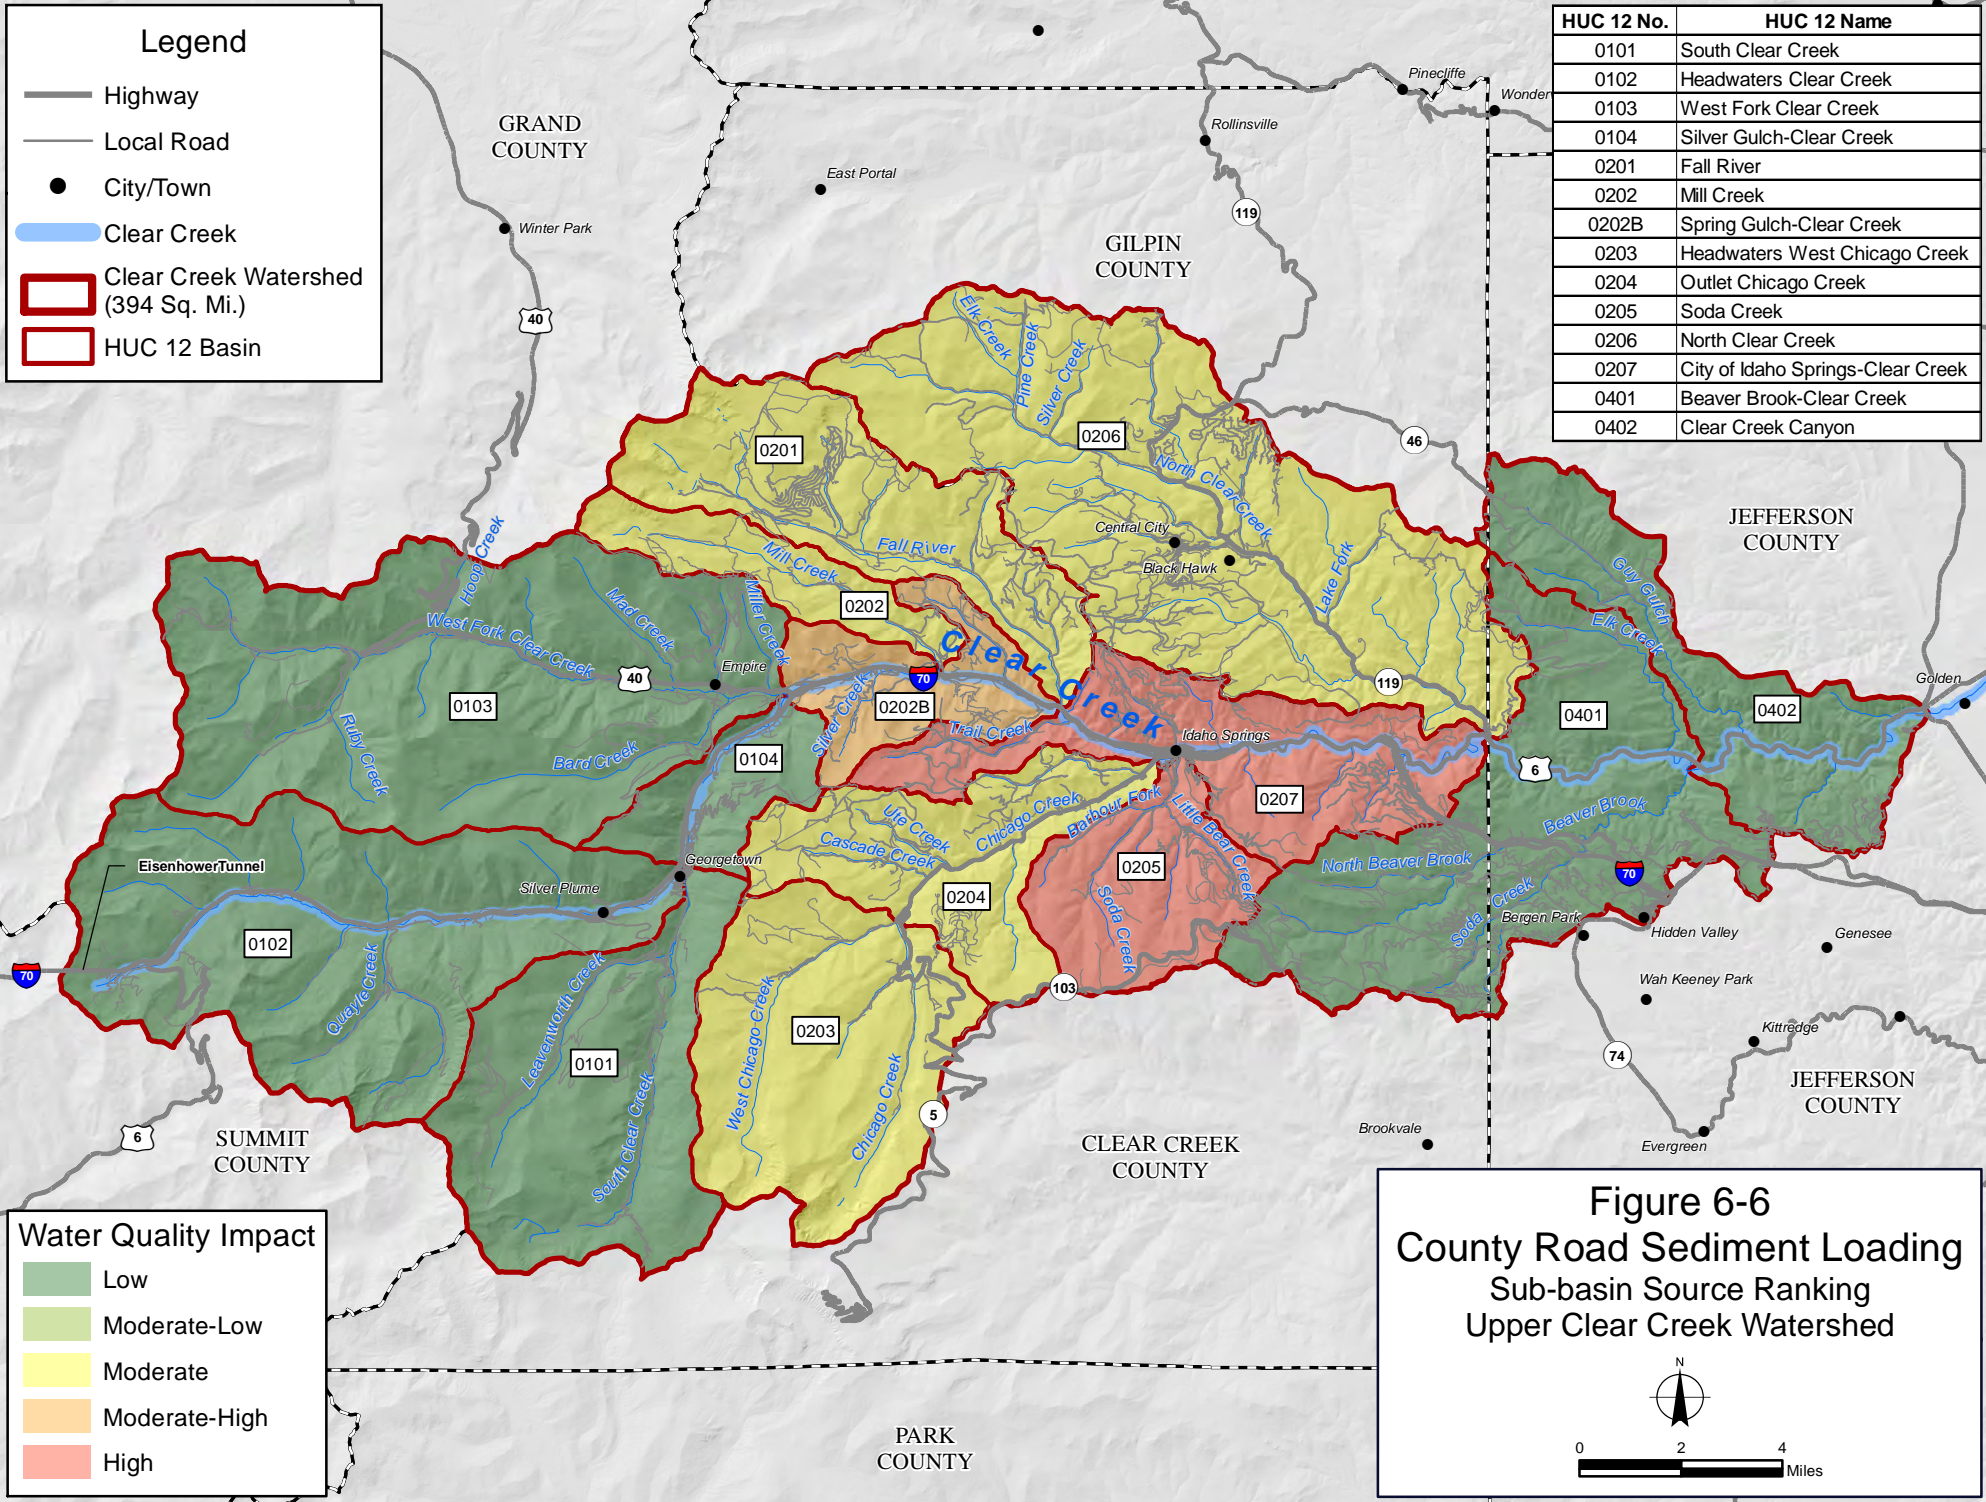 Legend
Highway
Local Road
City/Town
Clear Creek
Clear Creek Watershed
(394 Sq. Mi.)
HUC 12 Basin
HUC 12 No. HUC 12 Name
0101 South Clear Creek
0102 Headwaters Clear Creek
0103 West Fork Clear Creek
0104 Silver Gulch-Clear Creek
0201 Fall River
0202 Mill Creek
0202B Spring Gulch-Clear Creek
0203 Headwaters West Chicago Creek
0204 Outlet Chicago Creek
0205 Soda Creek
0206 North Clear Creek
0207 City of Idaho Springs-Clear Creek
0401 Beaver Brook-Clear Creek
0402 Clear Creek Canyon
GRAND
COUNTY
Winter Park
40
East Portal
Rollinsville
Pinecliffe
Wonder
119
GILPIN
COUNTY
46
JEFFERSON
COUNTY
Elk Creek
Pine Creek
Silver Creek
0206
0201
North Clear Creek
Central City
Black Hawk
Lake Fork
Fall River
Mill Creek
0202
Hoop Creek
West Fork Clear Creek
Mad Creek
Miller Creek
Empire
40
0103
Ruby Creek
Bard Creek
0104
Clear Creek
70
0202B
Silver Creek
Trail Creek
Idaho Springs
119
Guy Gulch
Elk Creek
0401
0402
Golden
6
0207
Beaver Brook
North Beaver Brook
70
Soda Creek
Bergen Park
Hidden Valley
Genesee
Wah Keeney Park
Kittredge
74
Evergreen
Brookvale
JEFFERSON
COUNTY
Ute Creek
Cascade Creek
Chicago Creek
Barbour Fork
Little Bear Creek
0205
Soda Creek
0204
103
Georgetown
Silver Plume
Eisenhower Tunnel
0102
70
Quayle Creek
Leavenworth Creek
0101
South Clear Creek
West Chicago Creek
0203
Chicago Creek
5
6
SUMMIT
COUNTY
CLEAR CREEK
COUNTY
PARK
COUNTY
Water Quality Impact
Low
Moderate-Low
Moderate
Moderate-High
High
Figure 6-6
County Road Sediment Loading
Sub-basin Source Ranking
Upper Clear Creek Watershed
N
0 2 4
Miles